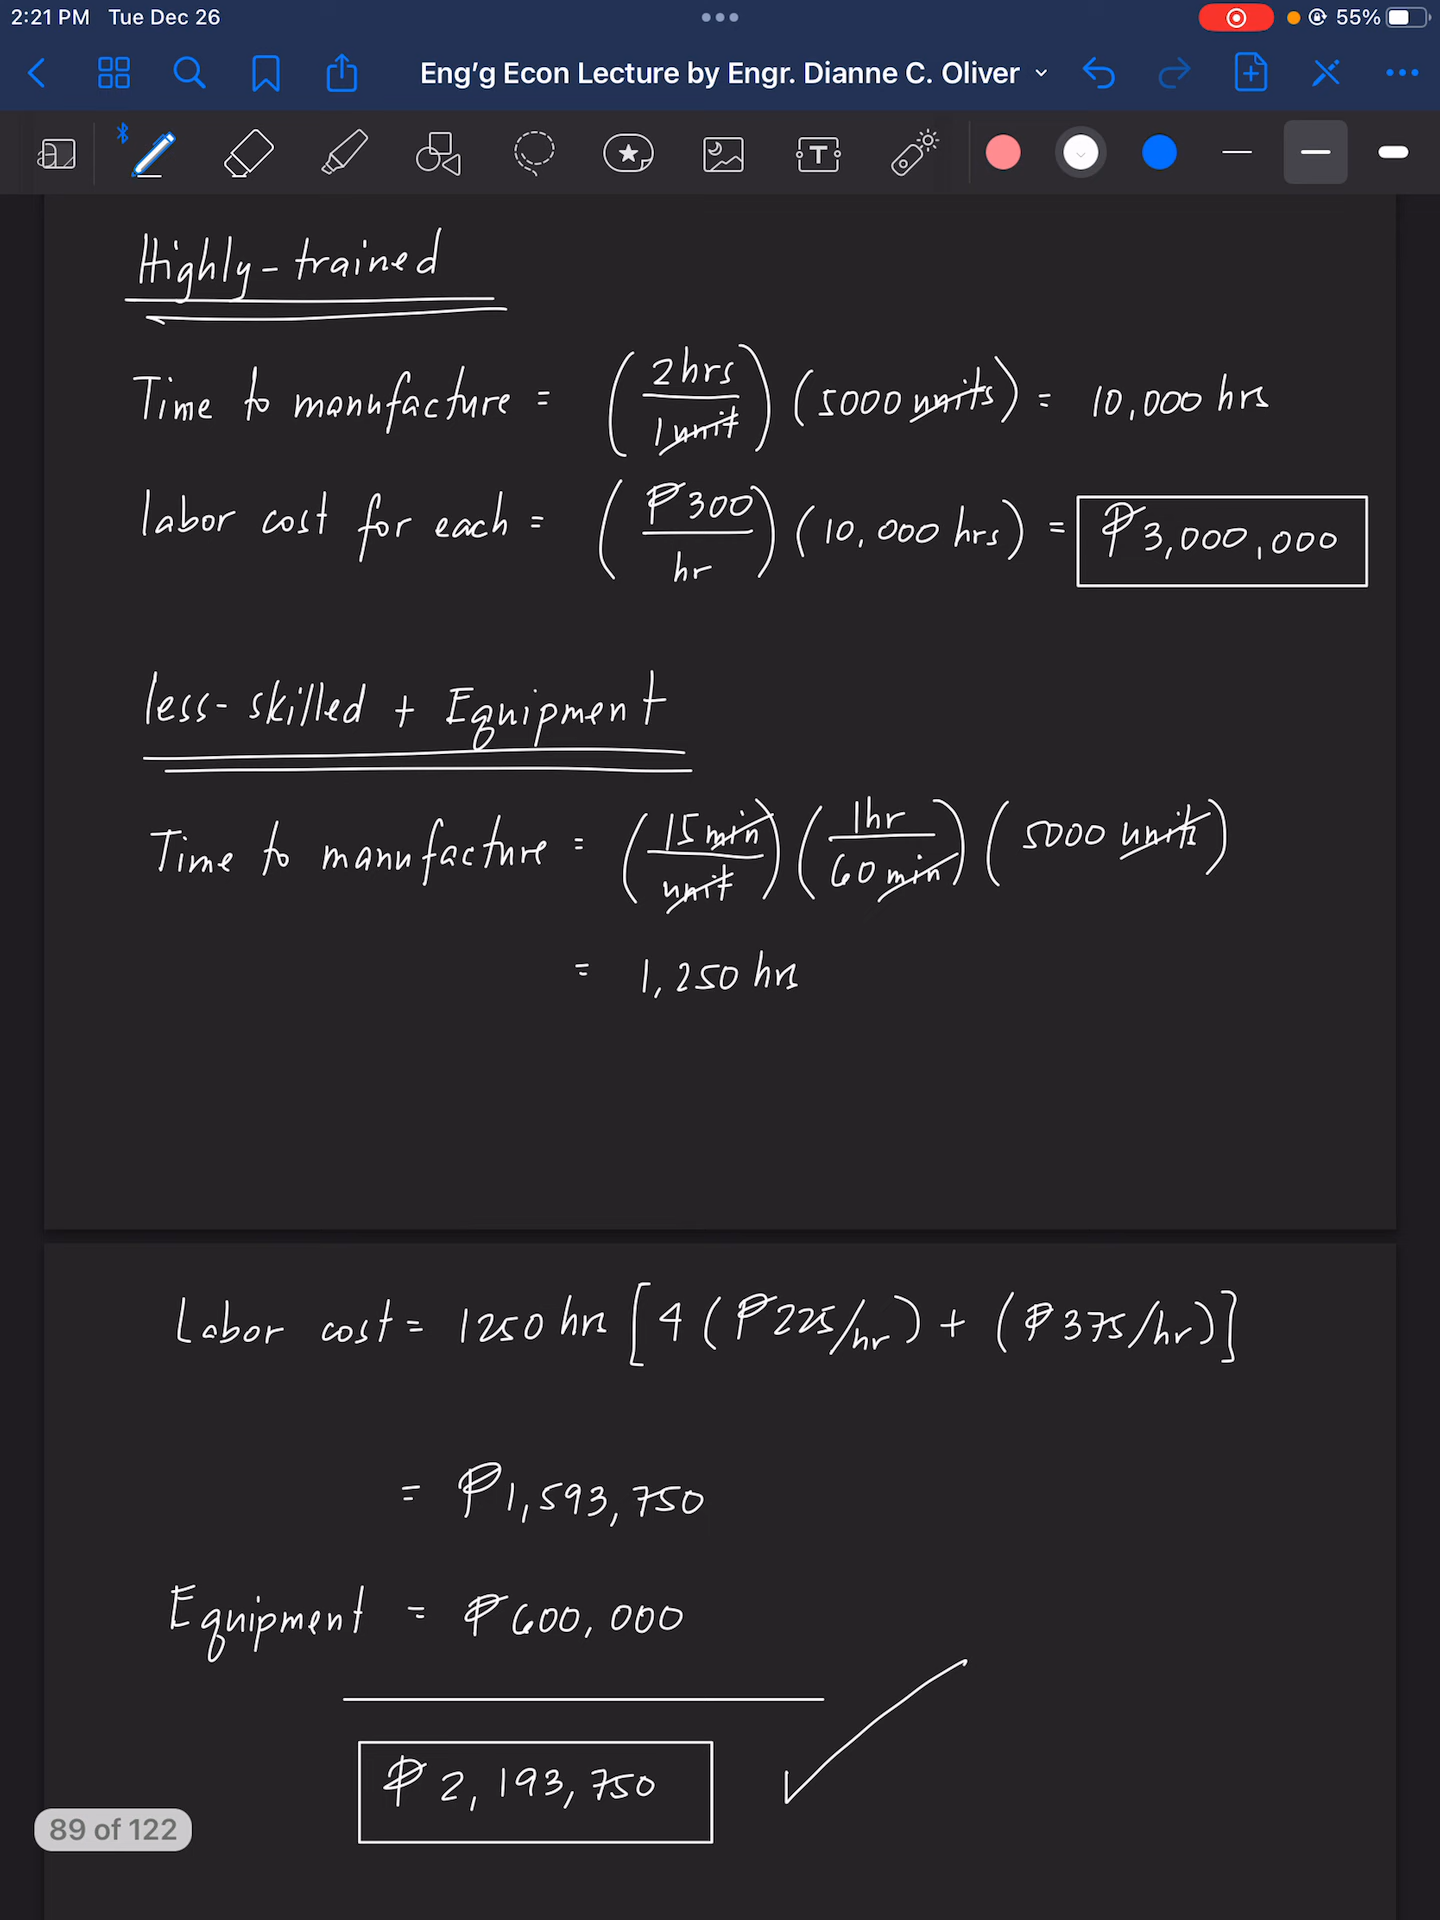 2:21 PM Tue Dec 26
55%
Eng'g Econ Lecture by Engr. Dianne C. Oliver
Highly-trained
Time to manufacture = (2hrs/1unit) (5000 units) = 10,000 hrs
labor cost for each = (₱300/hr) (10,000 hrs) = ₱3,000,000
less-skilled + Equipment
Time to manufacture = (15 min/unit) (1hr/60 min) (5000 units)
= 1,250 hrs
Labor cost = 1250 hrs [4 (₱225/hr) + (₱375/hr)]
= ₱1,593,750
Equipment = ₱600,000
₱2,193,750
89 of 122